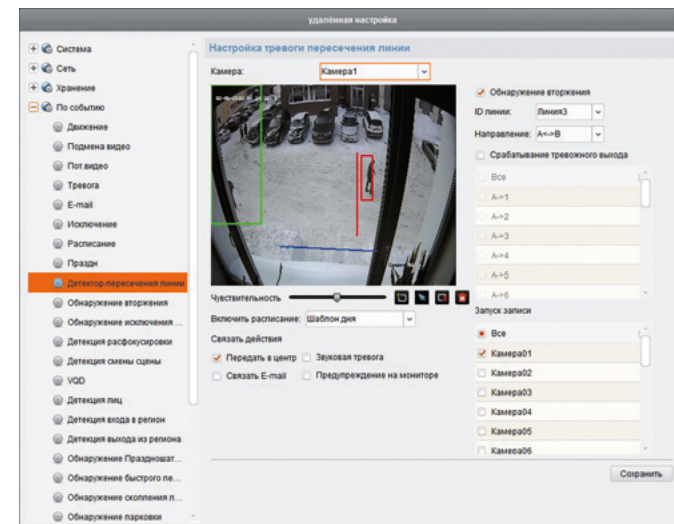 удалённая настройка
Система
Сеть
Хранение
По событию
Движение
Подмена видео
Пот.видео
Тревога
E-mail
Исключение
Расписание
Праздн
Детектор пересечения линии
Обнаружение вторжения
Обнаружение исключения ...
Детекция расфокусировки
Детекция смены сцены
VQD
Детекция лиц
Детекция входа в регион
Детекция выхода из региона
Обнаружение Праздношат...
Обнаружение быстрого пе...
Обнаружение скопления л...
Обнаружение парковки
Настройка тревоги пересечения линии
Камера: Камера1
Чувствительность
Включить расписание: Шаблон дня
Связать действия
Передать в центр Звуковая тревога
Связать E-mail Предупреждение на мониторе
Обнаружение вторжения
ID линии: Линия3
Направление: A<->B
Срабатывание тревожного выхода
Все
A->1
A->2
A->3
A->4
A->5
A->6
Запуск записи
Все
Камера01
Камера02
Камера03
Камера04
Камера05
Камера06
Сохранить